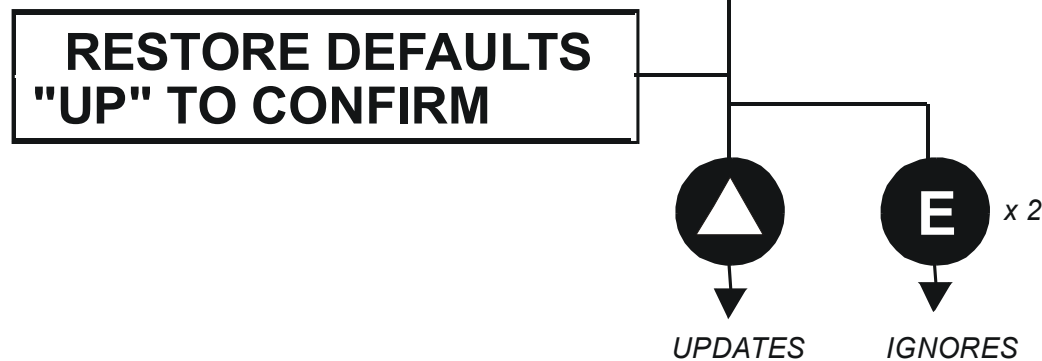 RESTORE DEFAULTS
"UP" TO CONFIRM
E x 2
UPDATES IGNORES